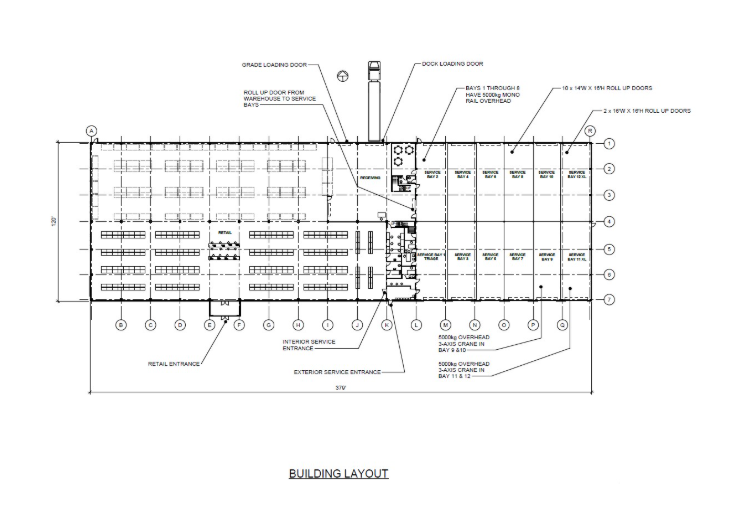 GRADE LOADING DOOR
DOCK LOADING DOOR
ROLL UP DOOR FROM
WAREHOUSE TO SERVICE
BAYS
BAYS 1 THROUGH 8
HAVE 5000kg MONO
RAIL OVERHEAD
10 x 14'W X 16'H ROLL UP DOORS
2 x 16'W X 16'H ROLL UP DOORS
A
R
1
2
3
4
5
6
7
RECEIVING
SERVICE
BAY 2
SERVICE
BAY 4
SERVICE
BAY 6
SERVICE
BAY 8
SERVICE
BAY 10
SERVICE
BAY 12 XL
120'
RETAIL
SERVICE BAY 1
TRIAGE
SERVICE
BAY 3
SERVICE
BAY 5
SERVICE
BAY 7
SERVICE
BAY 9
SERVICE
BAY 11 XL
B C D E F G H I J K L M N O P Q
RETAIL ENTRANCE
INTERIOR SERVICE
ENTRANCE
EXTERIOR SERVICE ENTRANCE
5000kg OVERHEAD
3-AXIS CRANE IN
BAY 9 &10
5000kg OVERHEAD
3-AXIS CRANE IN
BAY 11 & 12
379'
BUILDING LAYOUT